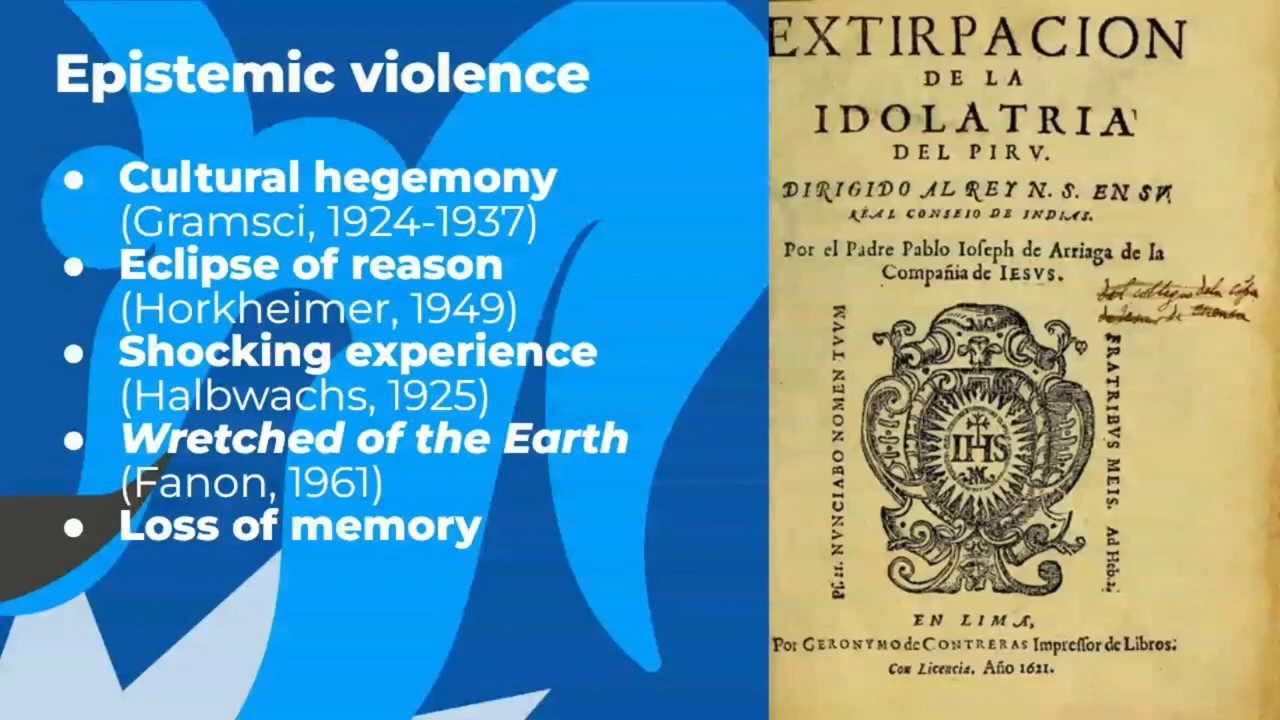 Epistemic violence
● Cultural hegemony
(Gramsci, 1924-1937)
● Eclipse of reason
(Horkheimer, 1949)
● Shocking experience
(Halbwachs, 1925)
● Wretched of the Earth
(Fanon, 1961)
● Loss of memory
EXTIRPACION
DE LA
IDOLATRIA
DEL PIRV.
DIRIGIDO AL REY N. S. EN SV
REAL CONSEIO DE INDIAS.
Por el Padre Pablo Ioſeph de Arriaga de la
Compañia de IESVS.
NVNCIABO NOMEN TVVM
IHS
FRATRIBVS MEIS. Ad Heb.2.
EN LIMA,
Por GERONYMO de CONTRERAS Impreſſor de Libros:
Con Licencia, Año 1621.